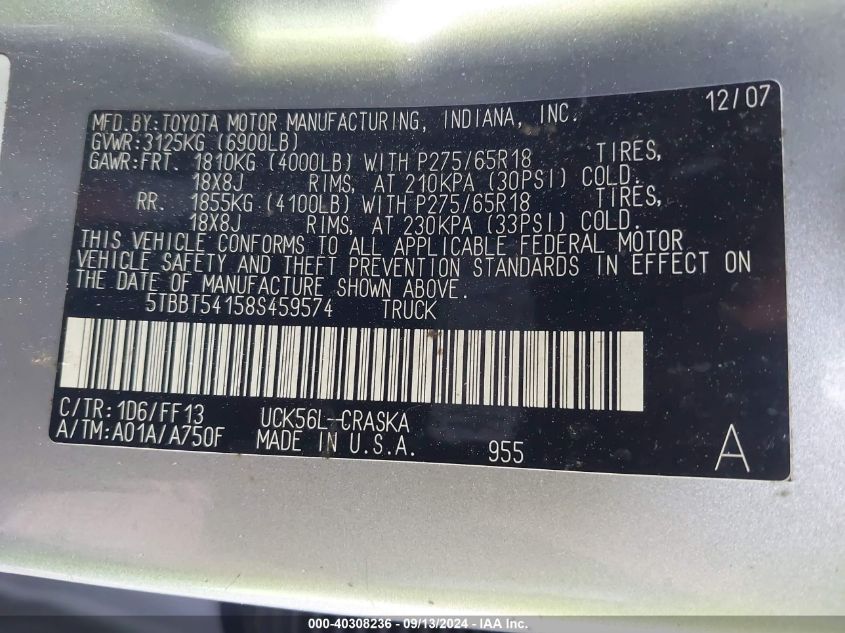 12/07
MFD.BY:TOYOTA MOTOR MANUFACTURING, INDIANA, INC.
GVWR:3125KG (6900LB)
GAWR:FRT. 1810KG (4000LB) WITH P275/65R18 TIRES,
18X8J RIMS, AT 210KPA (30PSI) COLD.
RR. 1855KG (4100LB) WITH P275/65R18 TIRES,
18X8J RIMS, AT 230KPA (33PSI) COLD.
THIS VEHICLE CONFORMS TO ALL APPLICABLE FEDERAL MOTOR
VEHICLE SAFETY AND THEFT PREVENTION STANDARDS IN EFFECT ON
THE DATE OF MANUFACTURE SHOWN ABOVE.
5TBBT54158S459574 TRUCK
C/TR:1D6/FF13 UCK56L-CRASKA
A/TM:A01A/A750F MADE IN U.S.A. 955 A
000-40308236 - 09/13/2024 - IAA Inc.